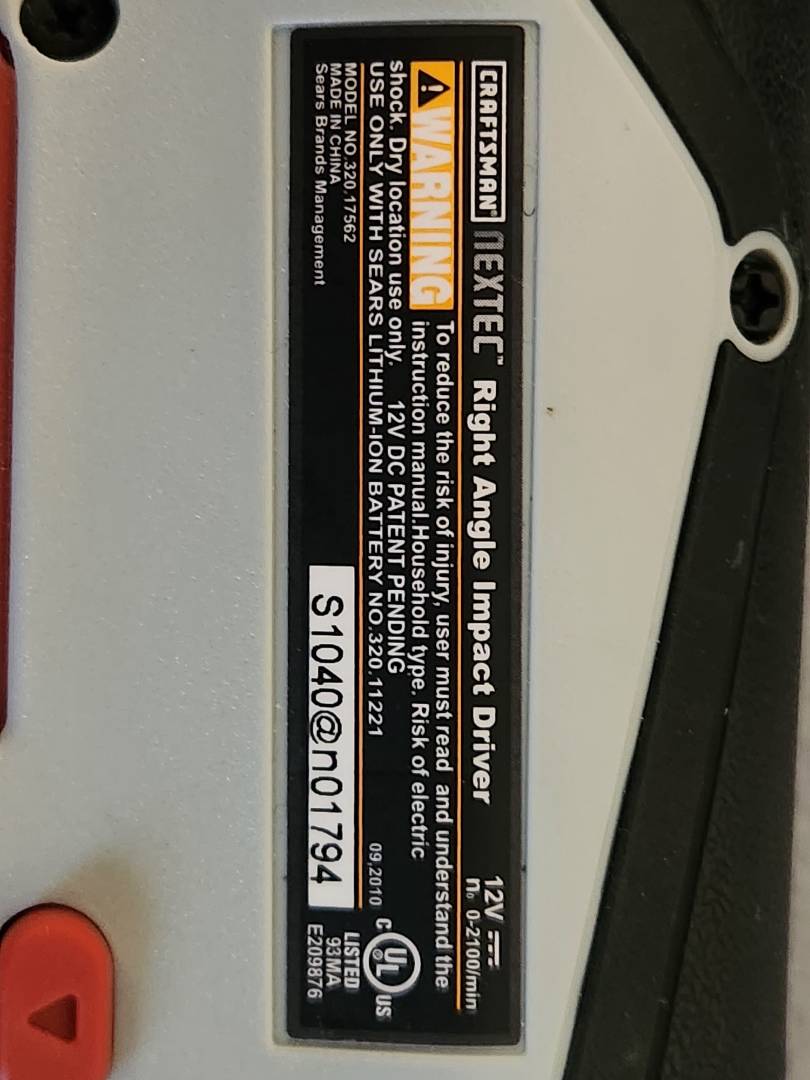 CRAFTSMAN® NEXTEC™ Right Angle Impact Driver 12V
n₀ 0-2100/min
WARNING To reduce the risk of injury, user must read and understand the
instruction manual.Household type. Risk of electric
shock. Dry location use only. 12V DC PATENT PENDING
USE ONLY WITH SEARS LITHIUM-ION BATTERY NO.320.11221
09,2010
MODEL NO.320.17562
MADE IN CHINA
Sears Brands Management
S1040@n01794
C UL® US
LISTED
93MA
E209876